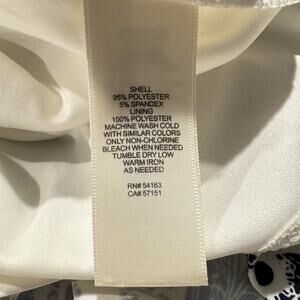 SHELL
95% POLYESTER
5% SPANDEX
LINING
100% POLYESTER
MACHINE WASH COLD
WITH SIMILAR COLORS
ONLY NON-CHLORINE
BLEACH WHEN NEEDED
TUMBLE DRY LOW
WARM IRON
AS NEEDED
RN# 54163
CA# 57151